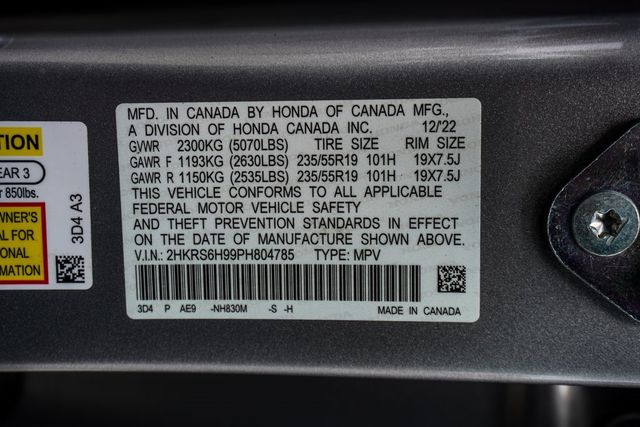 TION
EAR 3
r 850lbs.
WNER'S
AL FOR
ONAL
RMATION
3D4 A3
MFD. IN CANADA BY HONDA OF CANADA MFG.,
A DIVISION OF HONDA CANADA INC. 12/'22
GVWR 2300KG (5070LBS) TIRE SIZE RIM SIZE
GAWR F 1193KG (2630LBS) 235/55R19 101H 19X7.5J
GAWR R 1150KG (2535LBS) 235/55R19 101H 19X7.5J
THIS VEHICLE CONFORMS TO ALL APPLICABLE
FEDERAL MOTOR VEHICLE SAFETY
AND THEFT PREVENTION STANDARDS IN EFFECT
ON THE DATE OF MANUFACTURE SHOWN ABOVE.
V.I.N.: 2HKRS6H99PH804785 TYPE: MPV
3D4 P AE9 -NH830M -S -H MADE IN CANADA